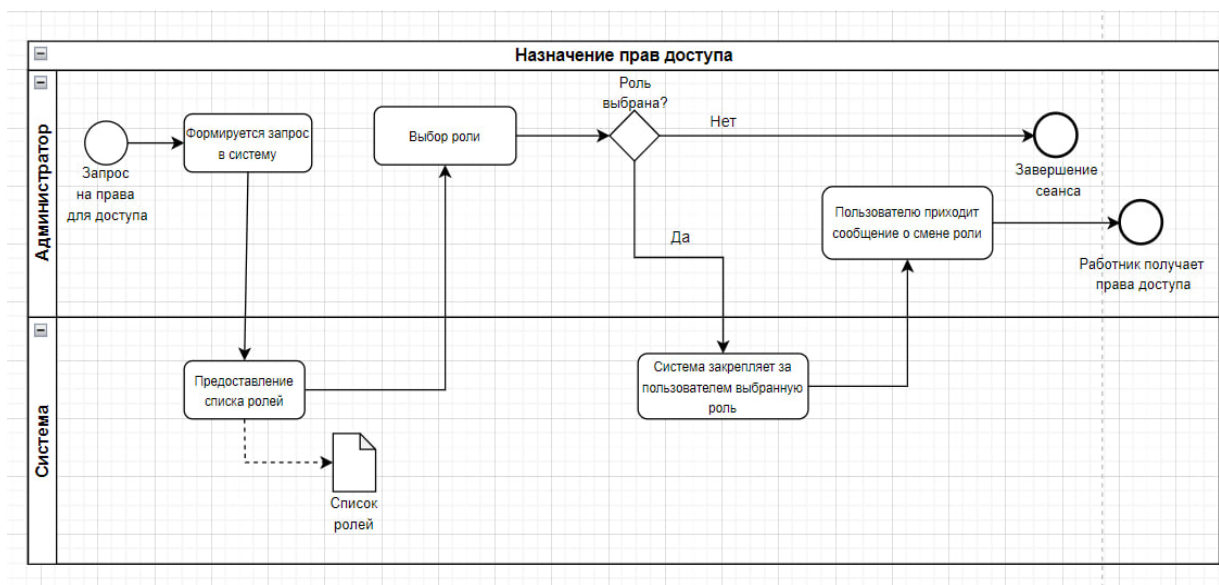 Назначение прав доступа
Администратор
Запрос
на права
для доступа
Формируется запрос
в систему
Выбор роли
Роль
выбрана?
Нет
Да
Завершение
сеанса
Пользователю приходит
сообщение о смене роли
Работник получает
права доступа
Система
Предоставление
списка ролей
Список
ролей
Система закрепляет за
пользователем выбранную
роль